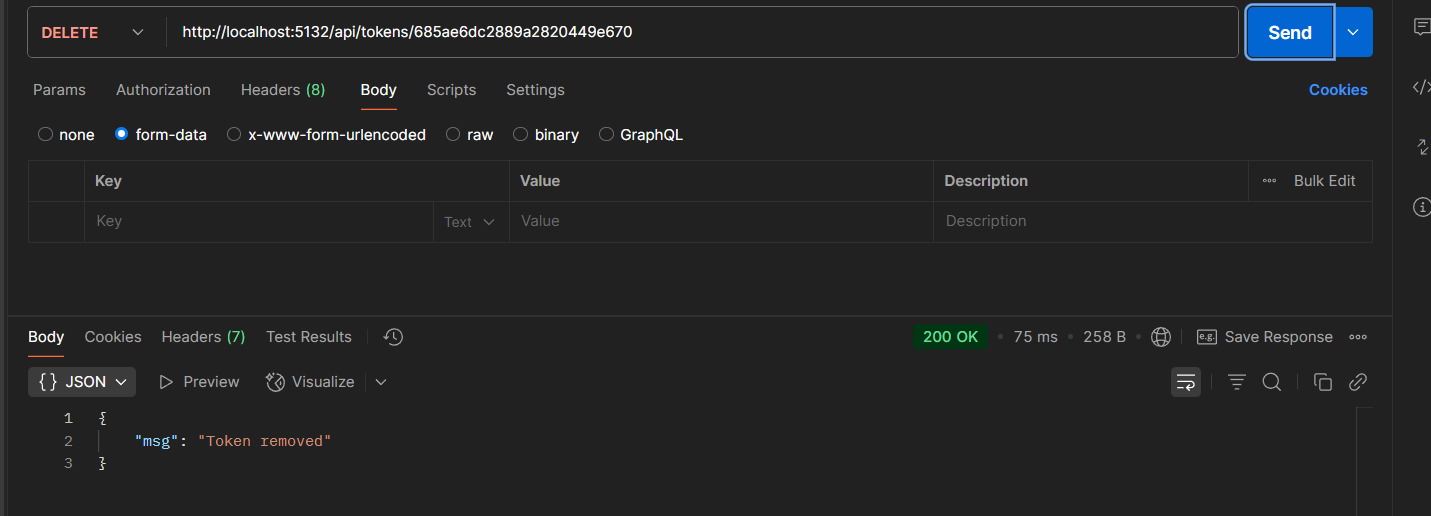 DELETE http://localhost:5132/api/tokens/685ae6dc2889a2820449e670 Send
Params Authorization Headers (8) Body Scripts Settings Cookies
none form-data x-www-form-urlencoded raw binary GraphQL
Key Value Description Bulk Edit
Key Text Value Description
Body Cookies Headers (7) Test Results 200 OK • 75 ms • 258 B • e.g. Save Response
{} JSON Preview Visualize
1 {
2 "msg": "Token removed"
3 }